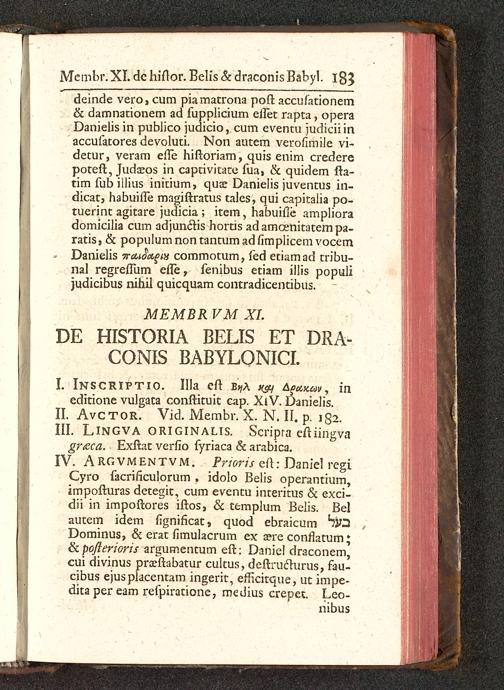 Membr. XI. de histor. Belis & draconis Babyl. 183
deinde vero, cum pia matrona post accusationem
& damnationem ad supplicium esset rapta, opera
Danielis in publico judicio, cum eventu judicii in
accusatores devoluti. Non autem verosimile vi-
detur, veram esse historiam, quis enim credere
potest, Judæos in captivitate sua, & quidem sta-
tim sub illius initium, quæ Danielis juventus in-
dicat, habuisse magistratus tales, qui capitalia po-
tuerint agitare judicia; item, habuisse ampliora
domicilia cum adjunctis hortis ad amœnitatem pa-
ratis, & populum non tantum ad simplicem vocem
Danielis παιδαρίȣ commotum, sed etiam ad tribu-
nal regressum esse, senibus etiam illis populi
judicibus nihil quicquam contradicentibus.
MEMBRVM XI.
DE HISTORIA BELIS ET DRA-
CONIS BABYLONICI.
I. INSCRIPTIO. Illa est Βηλ και Δρακων, in
editione vulgata constituit cap. XIV. Danielis.
II. AVCTOR. Vid. Membr. X. N. II. p. 182.
III. LINGVA ORIGINALIS. Scripta est lingua
græca. Exstat versio syriaca & arabica.
IV. ARGVMENTVM. Prioris est: Daniel regi
Cyro sacrificulorum, idolo Belis operantium,
imposturas detegit, cum eventu interitus & exci-
dii in impostores istos, & templum Belis. Bel
autem idem significat, quod ebraicum בעל
Dominus, & erat simulacrum ex ære conflatum;
& posterioris argumentum est: Daniel draconem,
cui divinus præstabatur cultus, destructurus, fau-
cibus ejus placentam ingerit, efficitque, ut impe-
dita per eam respiratione, medius crepet. Leo-
nibus